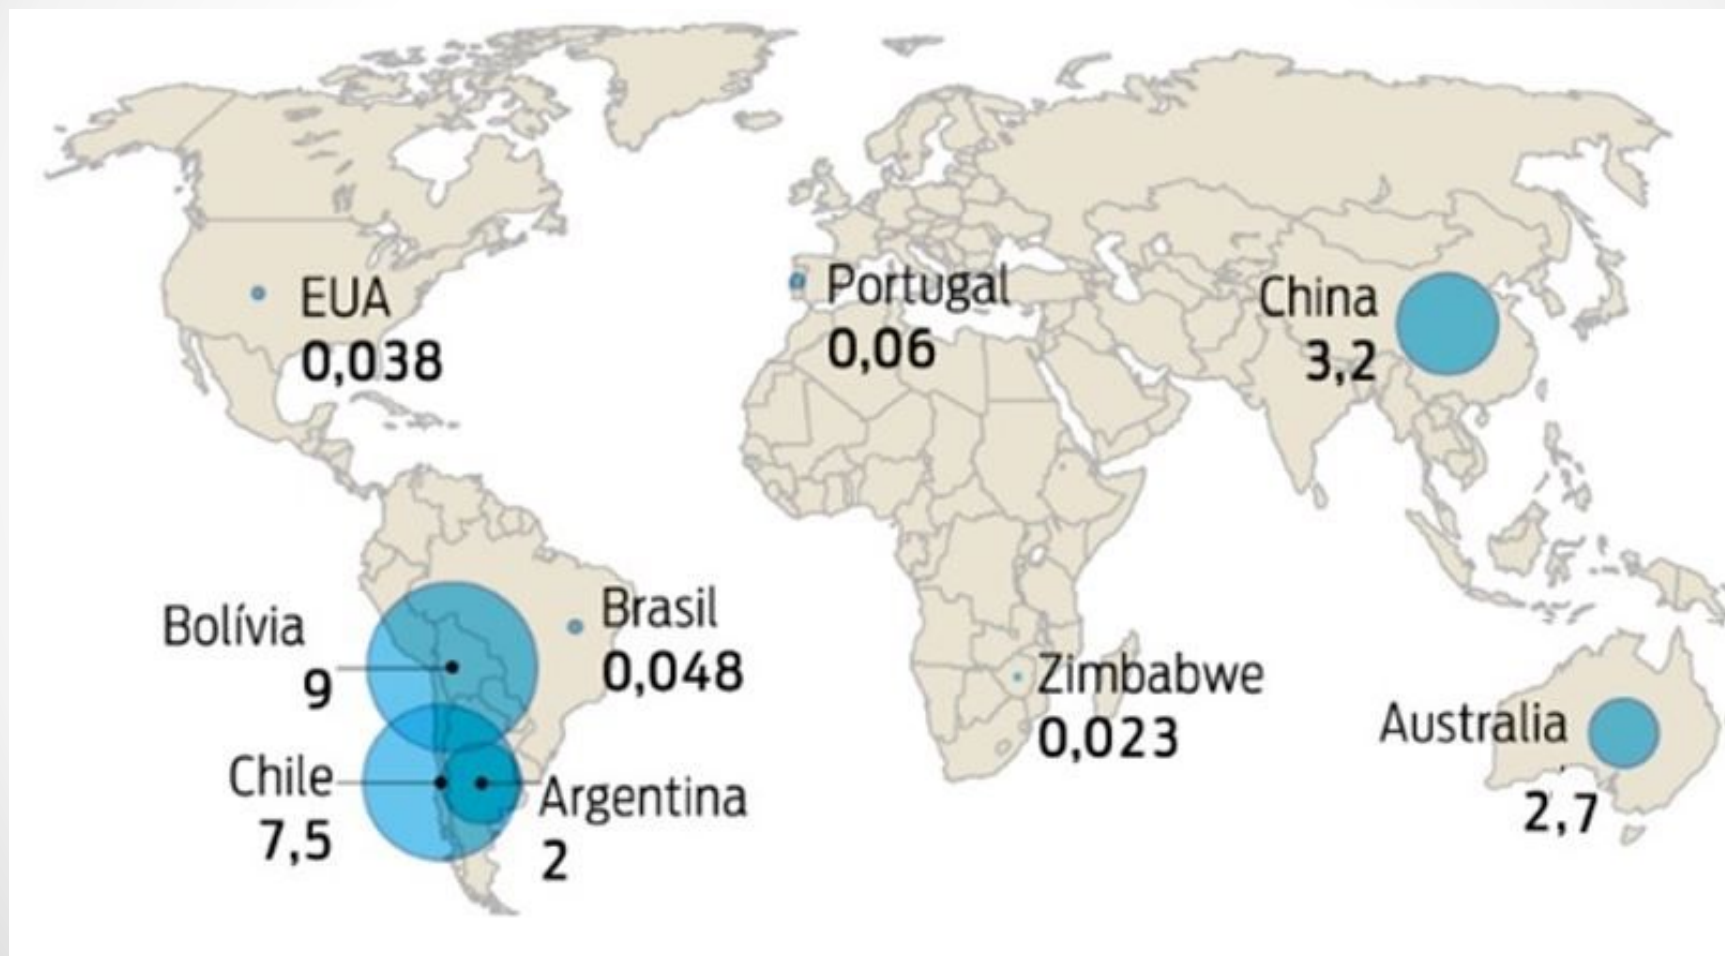 EUA
0,038
Portugal
0,06
China
3,2
Bolívia
9
Brasil
0,048
Chile
7,5
Argentina
2
Zimbabwe
0,023
Australia
2,7